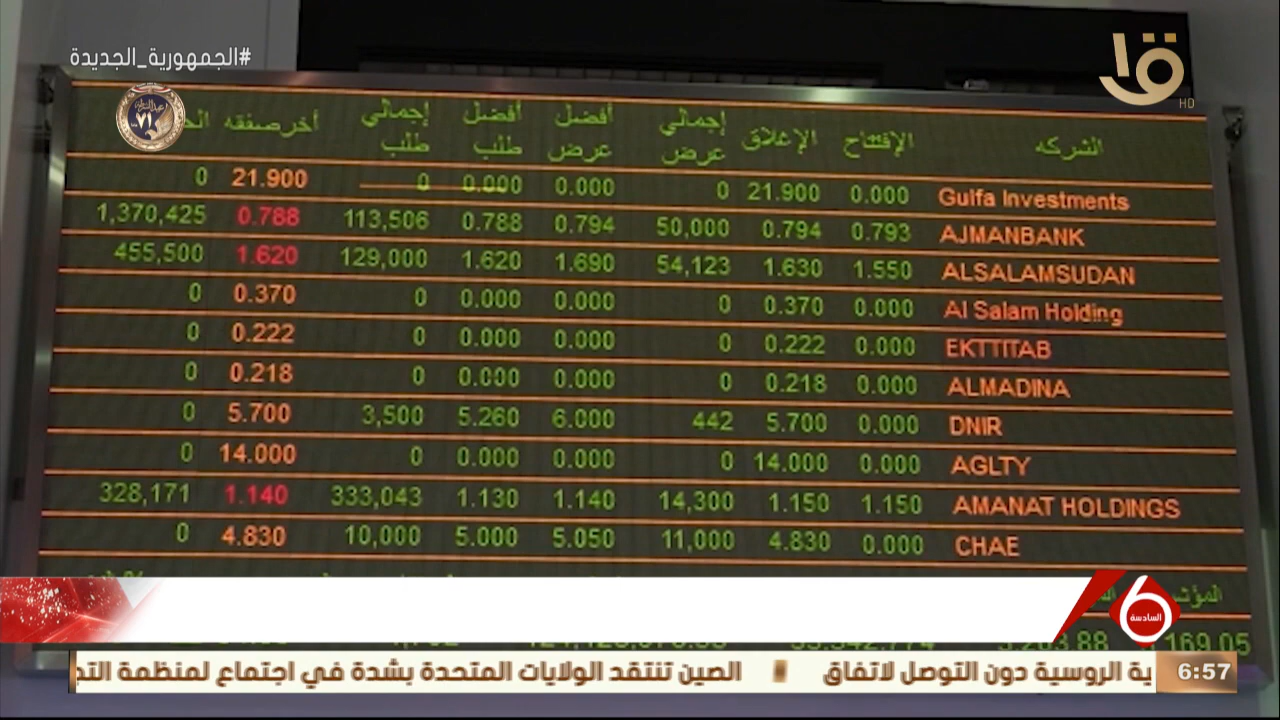 #الجمهورية_الجديدة
الآن HD
الشركه الإفتتاح الإغلاق إجمالي عرض أفضل عرض أفضل طلب إجمالي طلب أخرصفقه
Gulfa Investments 0.000 21.900 0 0.000 0.000 0 21.900 0
AJMANBANK 0.793 0.794 50,000 0.794 0.788 113,506 0.788 1,370,425
ALSALAMSUDAN 1.550 1.630 54,123 1.690 1.620 129,000 1.620 455,500
Al Salam Holding 0.000 0.370 0 0.000 0.000 0 0.370 0
EKTTITAB 0.000 0.222 0 0.000 0.000 0 0.222 0
ALMADINA 0.000 0.218 0 0.000 0.000 0 0.218 0
DNIR 0.000 5.700 442 6.000 5.260 3,500 5.700 0
AGLTY 0.000 14.000 0 0.000 0.000 0 14.000 0
AMANAT HOLDINGS 1.150 1.150 14,300 1.140 1.130 333,043 1.140 328,171
CHAE 0.000 4.830 11,000 5.050 5.000 10,000 4.830 0
6 السادسة
6:57 ية الروسية دون التوصل لاتفاق الصين تنتقد الولايات المتحدة بشدة في اجتماع لمنظمة